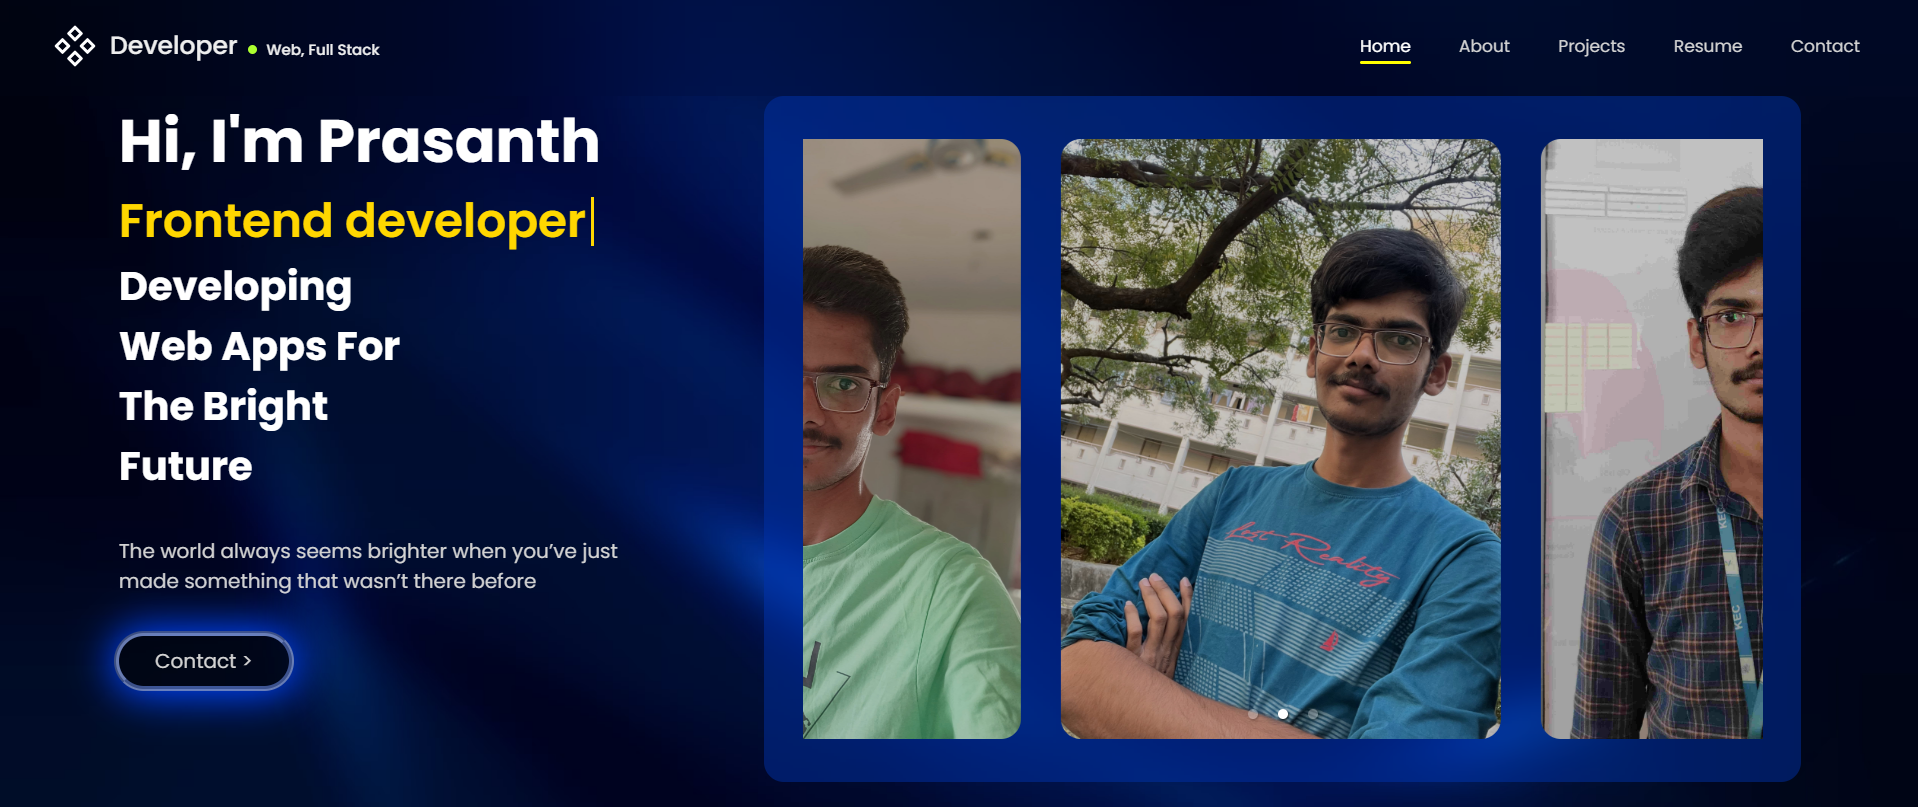 Developer
Web, Full Stack
Home
About
Projects
Resume
Contact
Hi, I'm Prasanth
Frontend developer
Developing
Web Apps For
The Bright
Future
The world always seems brighter when you’ve just
made something that wasn’t there before
Contact >
Lost Reality
KEC
KEC